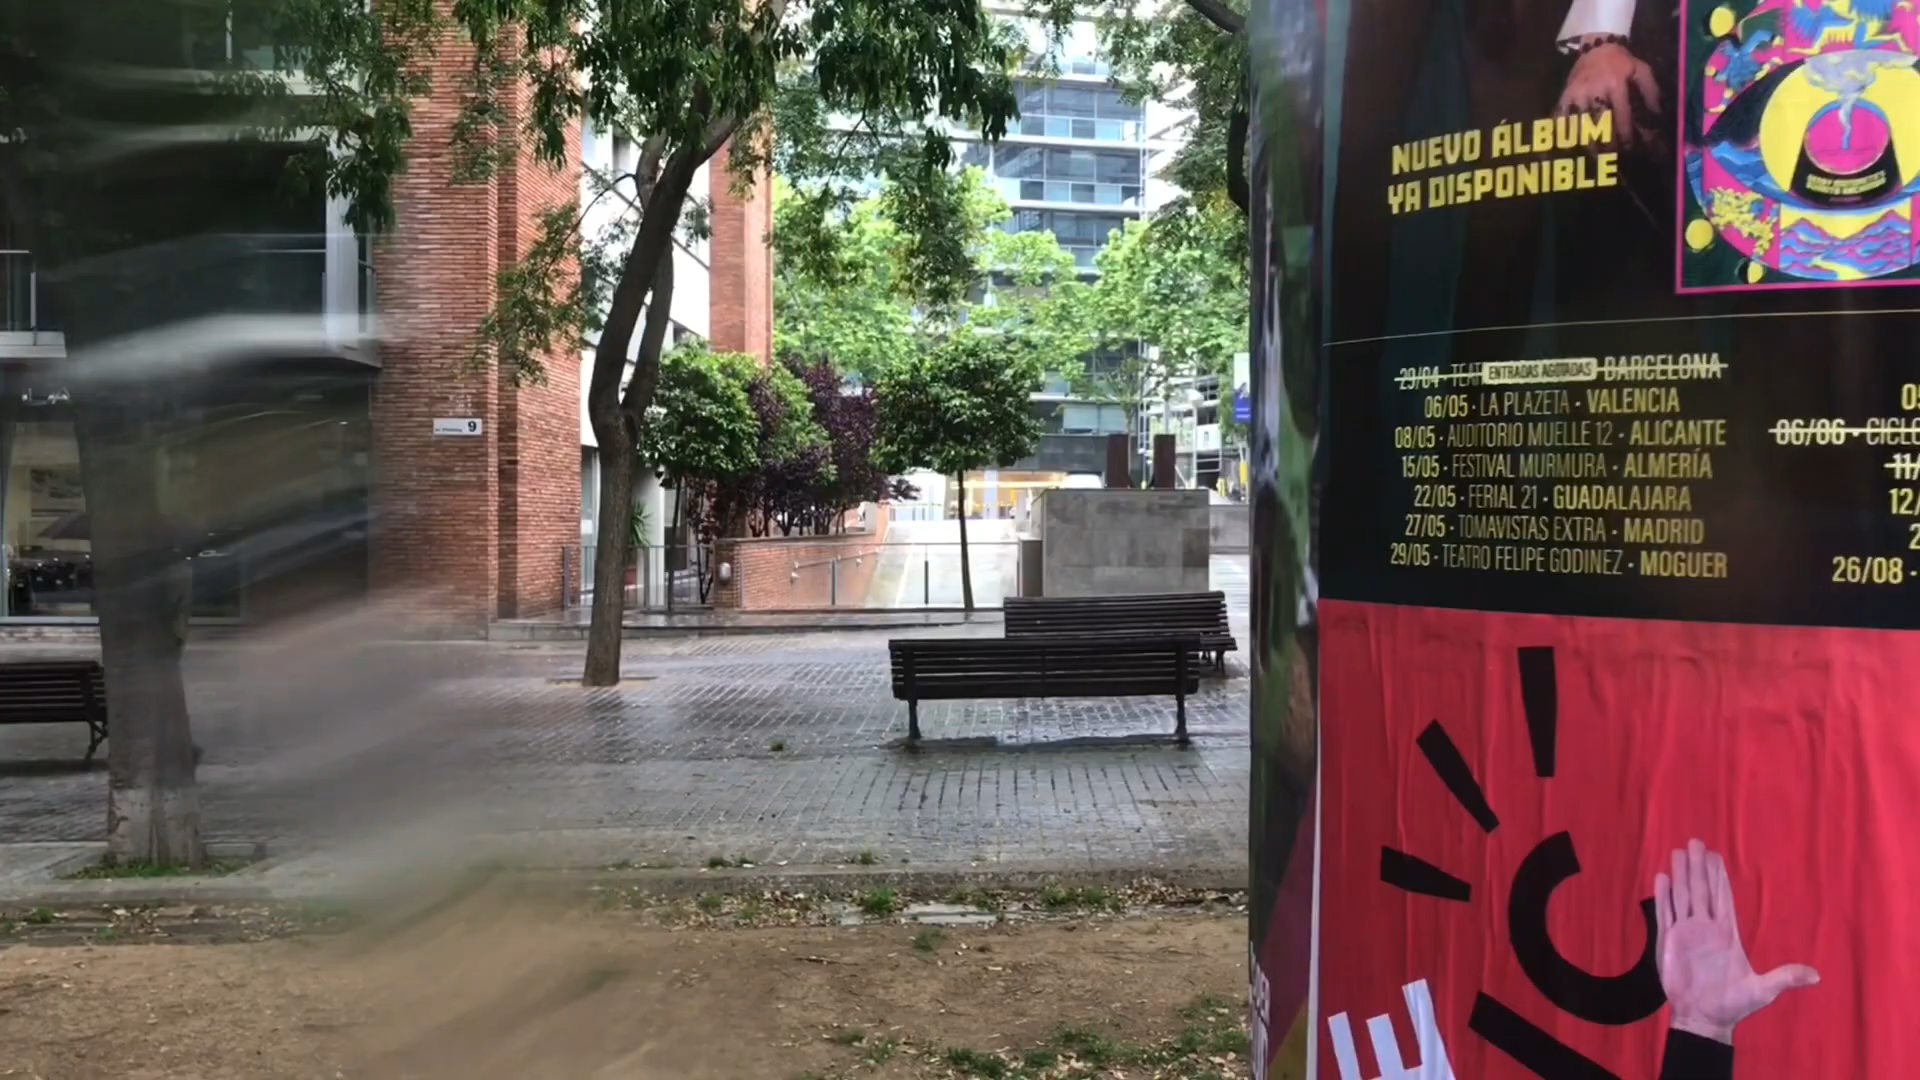 NUEVO ÁLBUM
YA DISPONIBLE
29/04 · TEAT ENTRADAS AGOTADAS BARCELONA
06/05 · LA PLAZETA · VALENCIA
08/05 · AUDITORIO MUELLE 12 · ALICANTE
15/05 · FESTIVAL MURMURA · ALMERÍA
22/05 · FERIAL 21 · GUADALAJARA
27/05 · TOMAVISTAS EXTRA · MADRID
29/05 · TEATRO FELIPE GODINEZ · MOGUER
06/06 · CICLO
11/
12/
26/08 ·
9